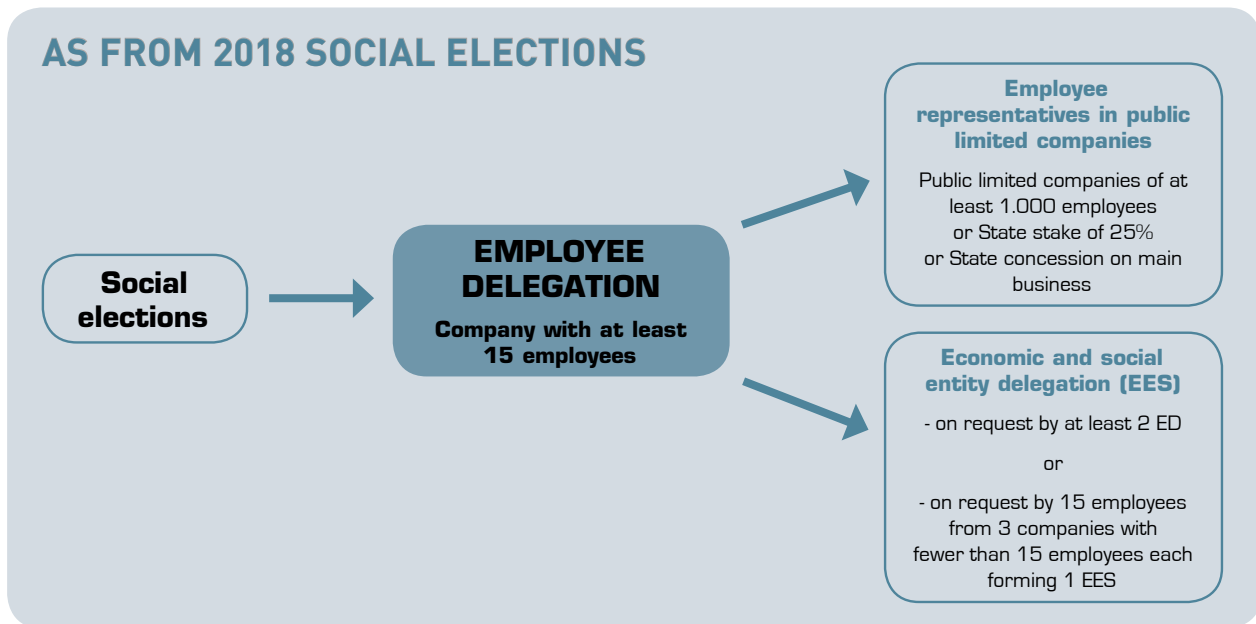 AS FROM 2018 SOCIAL ELECTIONS
Social
elections
EMPLOYEE
DELEGATION
Company with at least
15 employees
Employee
representatives in public
limited companies
Public limited companies of at
least 1.000 employees
or State stake of 25%
or State concession on main
business
Economic and social
entity delegation (EES)
- on request by at least 2 ED
or
- on request by 15 employees
from 3 companies with
fewer than 15 employees each
forming 1 EES